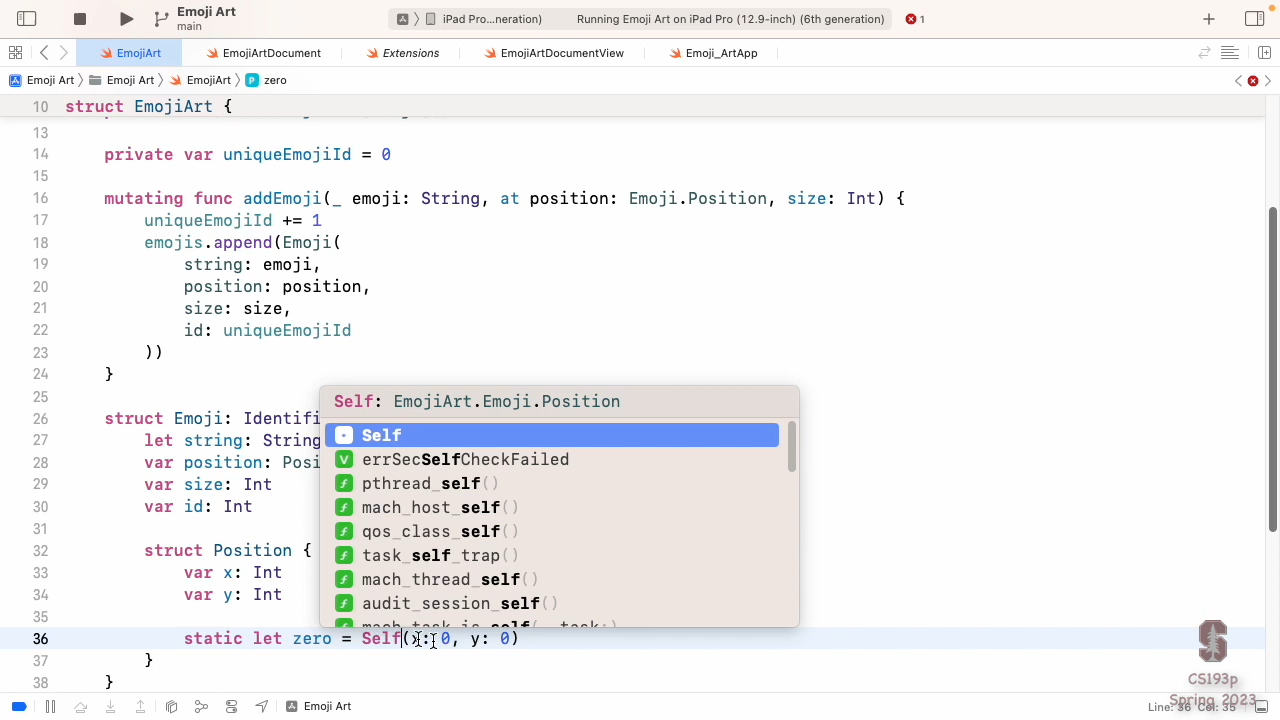 Emoji Art
main
iPad Pro...neration)
Running Emoji Art on iPad Pro (12.9-inch) (6th generation)
1
EmojiArt
EmojiArtDocument
Extensions
EmojiArtDocumentView
Emoji_ArtApp
Emoji Art
Emoji Art
EmojiArt
P zero
10 struct EmojiArt {
13
14 private var uniqueEmojiId = 0
15
16 mutating func addEmoji(_ emoji: String, at position: Emoji.Position, size: Int) {
17 uniqueEmojiId += 1
18 emojis.append(Emoji(
19 string: emoji,
20 position: position,
21 size: size,
22 id: uniqueEmojiId
23 ))
24 }
25
26 struct Emoji: Identifi
27 let string: String
28 var position: Posi
29 var size: Int
30 var id: Int
31
32 struct Position {
33 var x: Int
34 var y: Int
35
36 static let zero = Self(x: 0, y: 0)
37 }
38 }
Self: EmojiArt.Emoji.Position
Self
V errSecSelfCheckFailed
f pthread_self()
f mach_host_self()
f qos_class_self()
f task_self_trap()
f mach_thread_self()
f audit_session_self()
f mach_task_is_self(_ task:)
CS193p
Spring 2023
Emoji Art
Line: 36 Col: 35